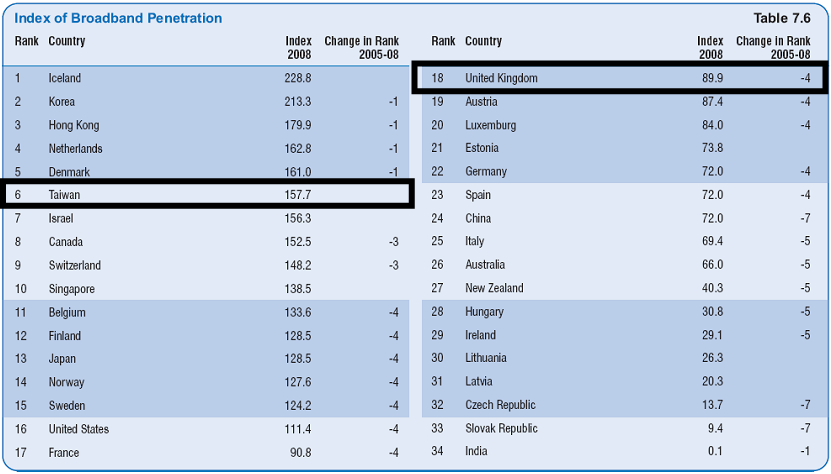 Index of Broadband Penetration Table 7.6
Rank Country Index 2008 Change in Rank 2005-08
1 Iceland 228.8
2 Korea 213.3 -1
3 Hong Kong 179.9 -1
4 Netherlands 162.8 -1
5 Denmark 161.0 -1
6 Taiwan 157.7
7 Israel 156.3
8 Canada 152.5 -3
9 Switzerland 148.2 -3
10 Singapore 138.5
11 Belgium 133.6 -4
12 Finland 128.5 -4
13 Japan 128.5 -4
14 Norway 127.6 -4
15 Sweden 124.2 -4
16 United States 111.4 -4
17 France 90.8 -4
Rank Country Index 2008 Change in Rank 2005-08
18 United Kingdom 89.9 -4
19 Austria 87.4 -4
20 Luxemburg 84.0 -4
21 Estonia 73.8
22 Germany 72.0 -4
23 Spain 72.0 -4
24 China 72.0 -7
25 Italy 69.4 -5
26 Australia 66.0 -5
27 New Zealand 40.3 -5
28 Hungary 30.8 -5
29 Ireland 29.1 -5
30 Lithuania 26.3
31 Latvia 20.3
32 Czech Republic 13.7 -7
33 Slovak Republic 9.4 -7
34 India 0.1 -1